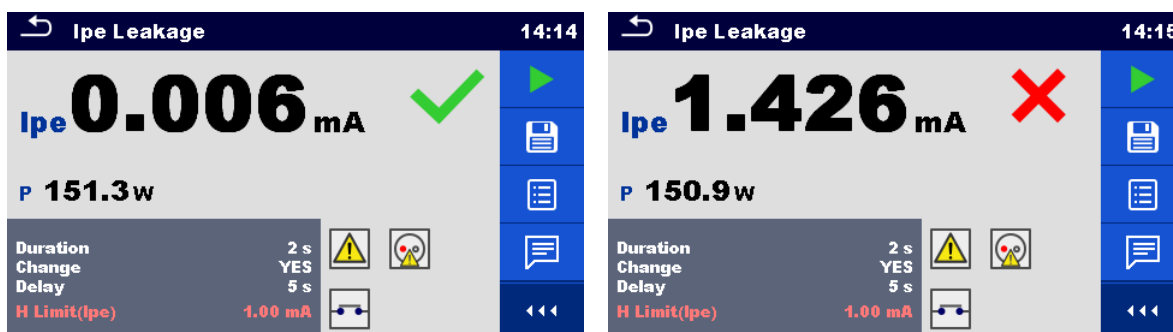 Ipe Leakage 14:14
Ipe 0.006 mA
P 151.3 w
Duration 2 s
Change YES
Delay 5 s
H Limit(Ipe) 1.00 mA
Ipe Leakage 14:15
Ipe 1.426 mA
P 150.9 w
Duration 2 s
Change YES
Delay 5 s
H Limit(Ipe) 1.00 mA